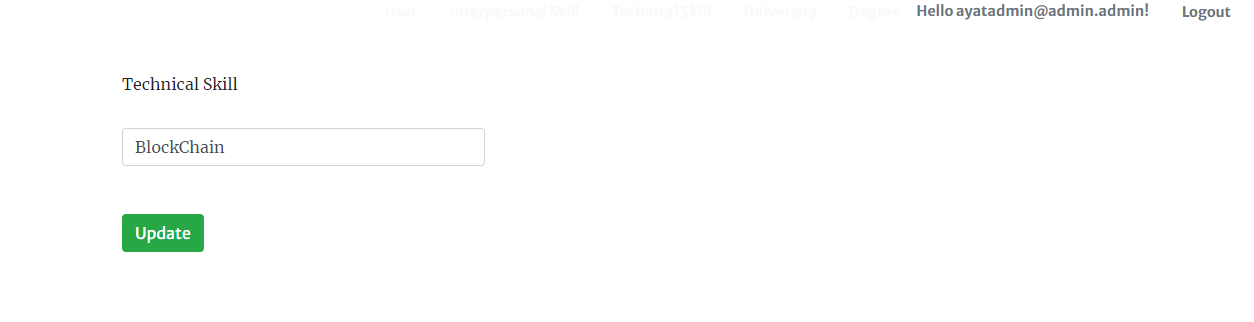 User Interpersonal Skill Technical Skill University Degree Hello ayatadmin@admin.admin! Logout
Technical Skill
BlockChain
Update